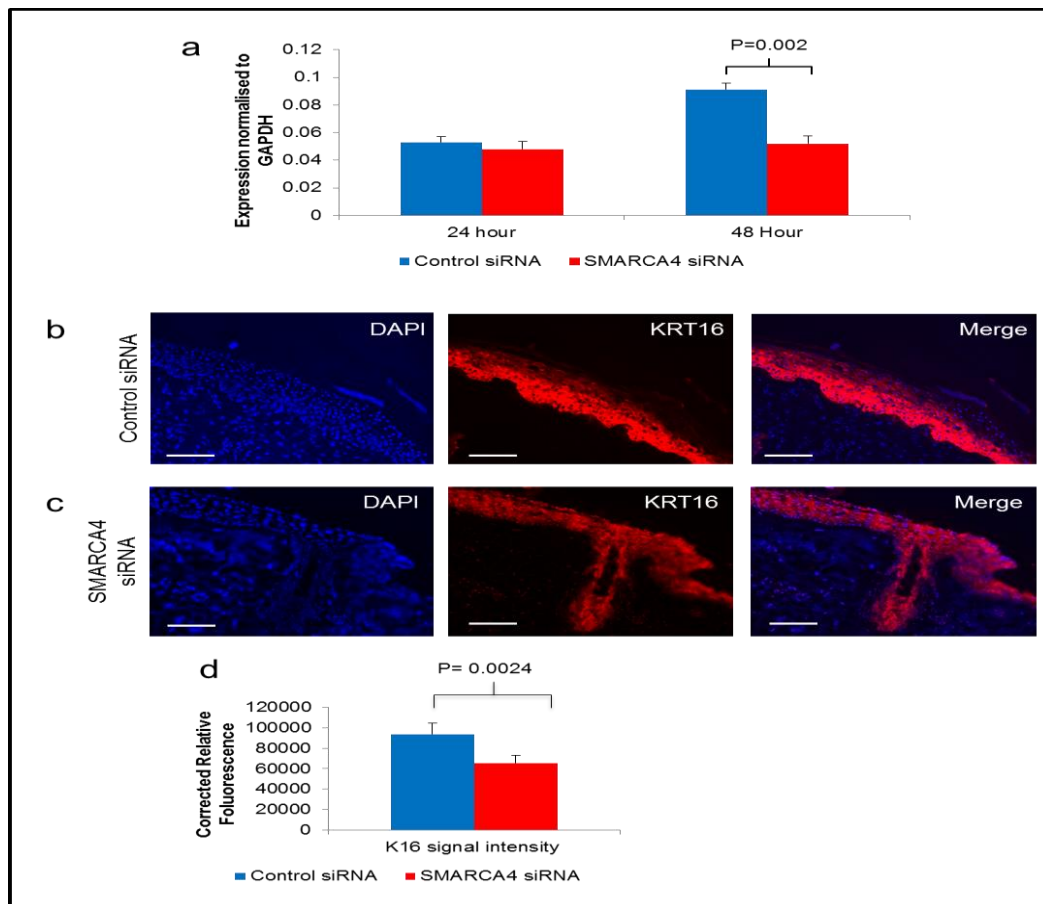 a
P=0.002
Expression normalised to
GAPDH
0.12
0.1
0.08
0.06
0.04
0.02
0
24 hour
48 Hour
Control siRNA
SMARCA4 siRNA
b
Control siRNA
DAPI
KRT16
Merge
c
SMARCA4
siRNA
DAPI
KRT16
Merge
d
P= 0.0024
Corrected Relative
Foluorescence
120000
100000
80000
60000
40000
20000
0
K16 signal intensity
Control siRNA
SMARCA4 siRNA